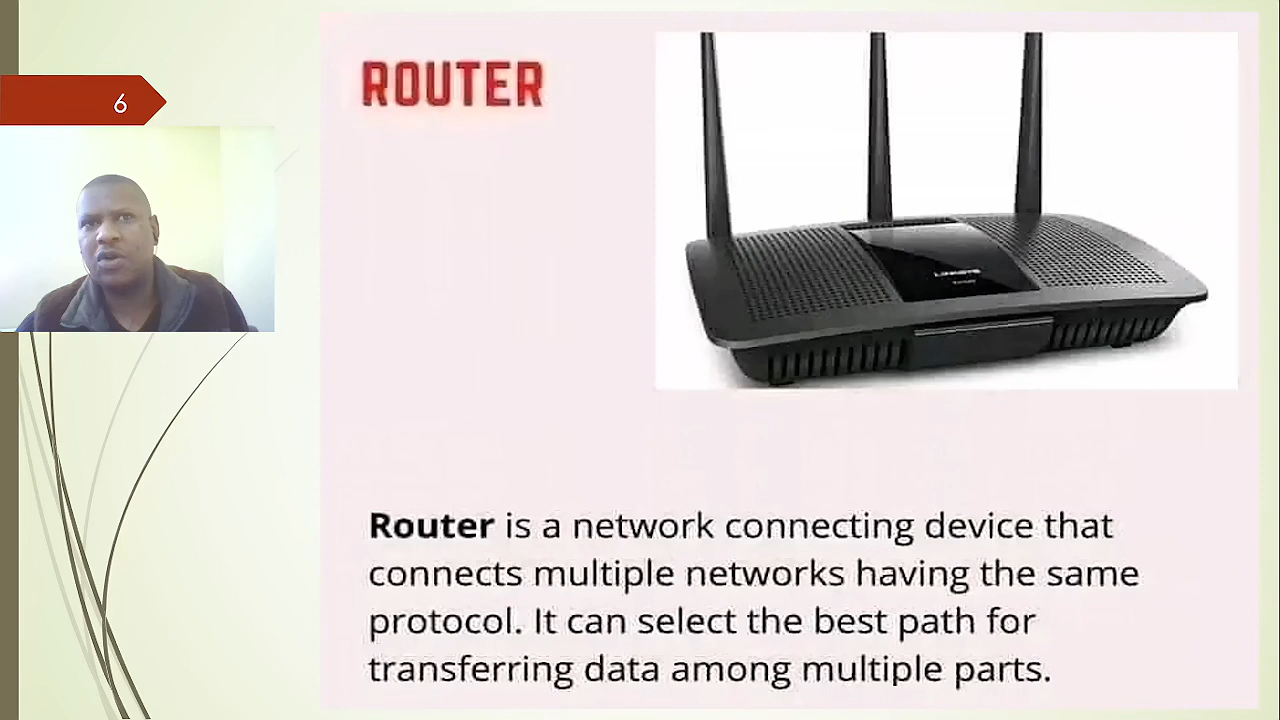 6
ROUTER
LINKSYS
Router is a network connecting device that
connects multiple networks having the same
protocol. It can select the best path for
transferring data among multiple parts.